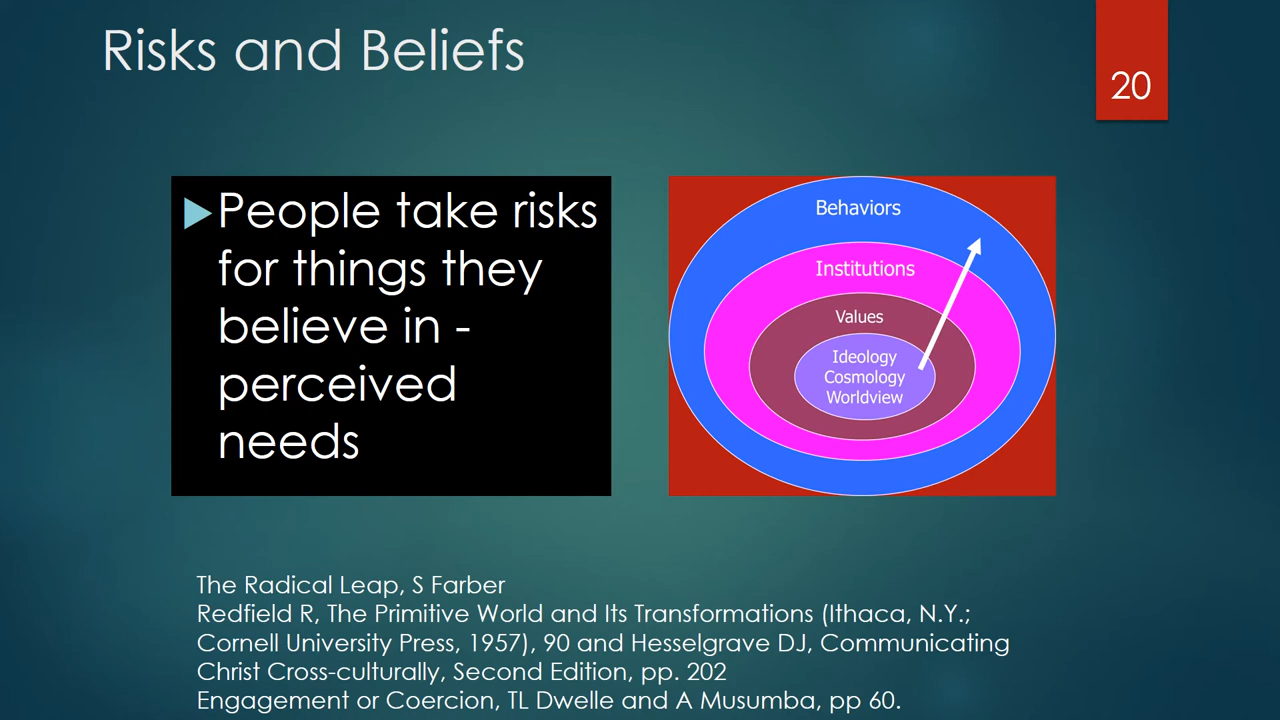 Risks and Beliefs
20
People take risks
for things they
believe in -
perceived
needs
Behaviors
Institutions
Values
Ideology
Cosmology
Worldview
The Radical Leap, S Farber
Redfield R, The Primitive World and Its Transformations (Ithaca, N.Y.;
Cornell University Press, 1957), 90 and Hesselgrave DJ, Communicating
Christ Cross-culturally, Second Edition, pp. 202
Engagement or Coercion, TL Dwelle and A Musumba, pp 60.